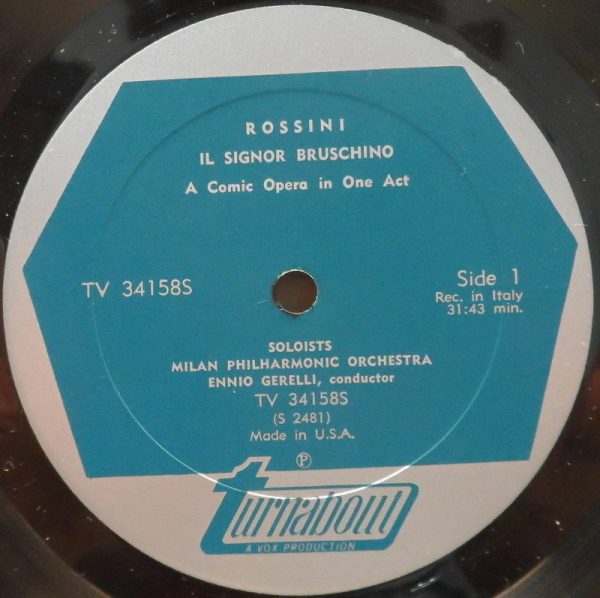 ROSSINI
IL SIGNOR BRUSCHINO
A Comic Opera in One Act
TV 34158S
Side 1
Rec. in Italy
31:43 min.
SOLOISTS
MILAN PHILHARMONIC ORCHESTRA
ENNIO GERELLI, conductor
TV 34158S
(S 2481)
Made in U.S.A.
℗
turnabout
A VOX PRODUCTION